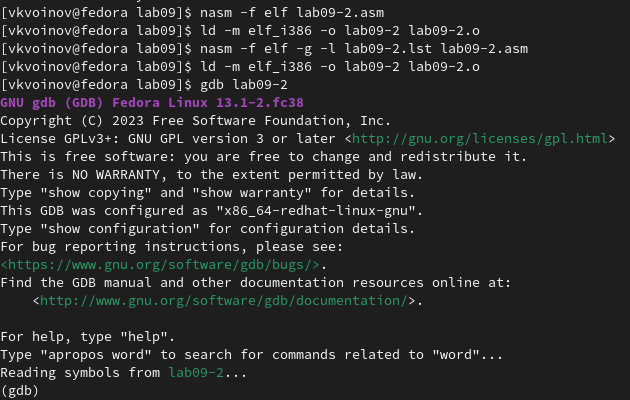 [vkvoinov@fedora lab09]$ nasm -f elf lab09-2.asm
[vkvoinov@fedora lab09]$ ld -m elf_i386 -o lab09-2 lab09-2.o
[vkvoinov@fedora lab09]$ nasm -f elf -g -l lab09-2.lst lab09-2.asm
[vkvoinov@fedora lab09]$ ld -m elf_i386 -o lab09-2 lab09-2.o
[vkvoinov@fedora lab09]$ gdb lab09-2
GNU gdb (GDB) Fedora Linux 13.1-2.fc38
Copyright (C) 2023 Free Software Foundation, Inc.
License GPLv3+: GNU GPL version 3 or later <http://gnu.org/licenses/gpl.html>
This is free software: you are free to change and redistribute it.
There is NO WARRANTY, to the extent permitted by law.
Type "show copying" and "show warranty" for details.
This GDB was configured as "x86_64-redhat-linux-gnu".
Type "show configuration" for configuration details.
For bug reporting instructions, please see:
<https://www.gnu.org/software/gdb/bugs/>.
Find the GDB manual and other documentation resources online at:
    <http://www.gnu.org/software/gdb/documentation/>.

For help, type "help".
Type "apropos word" to search for commands related to "word"...
Reading symbols from lab09-2...
(gdb)